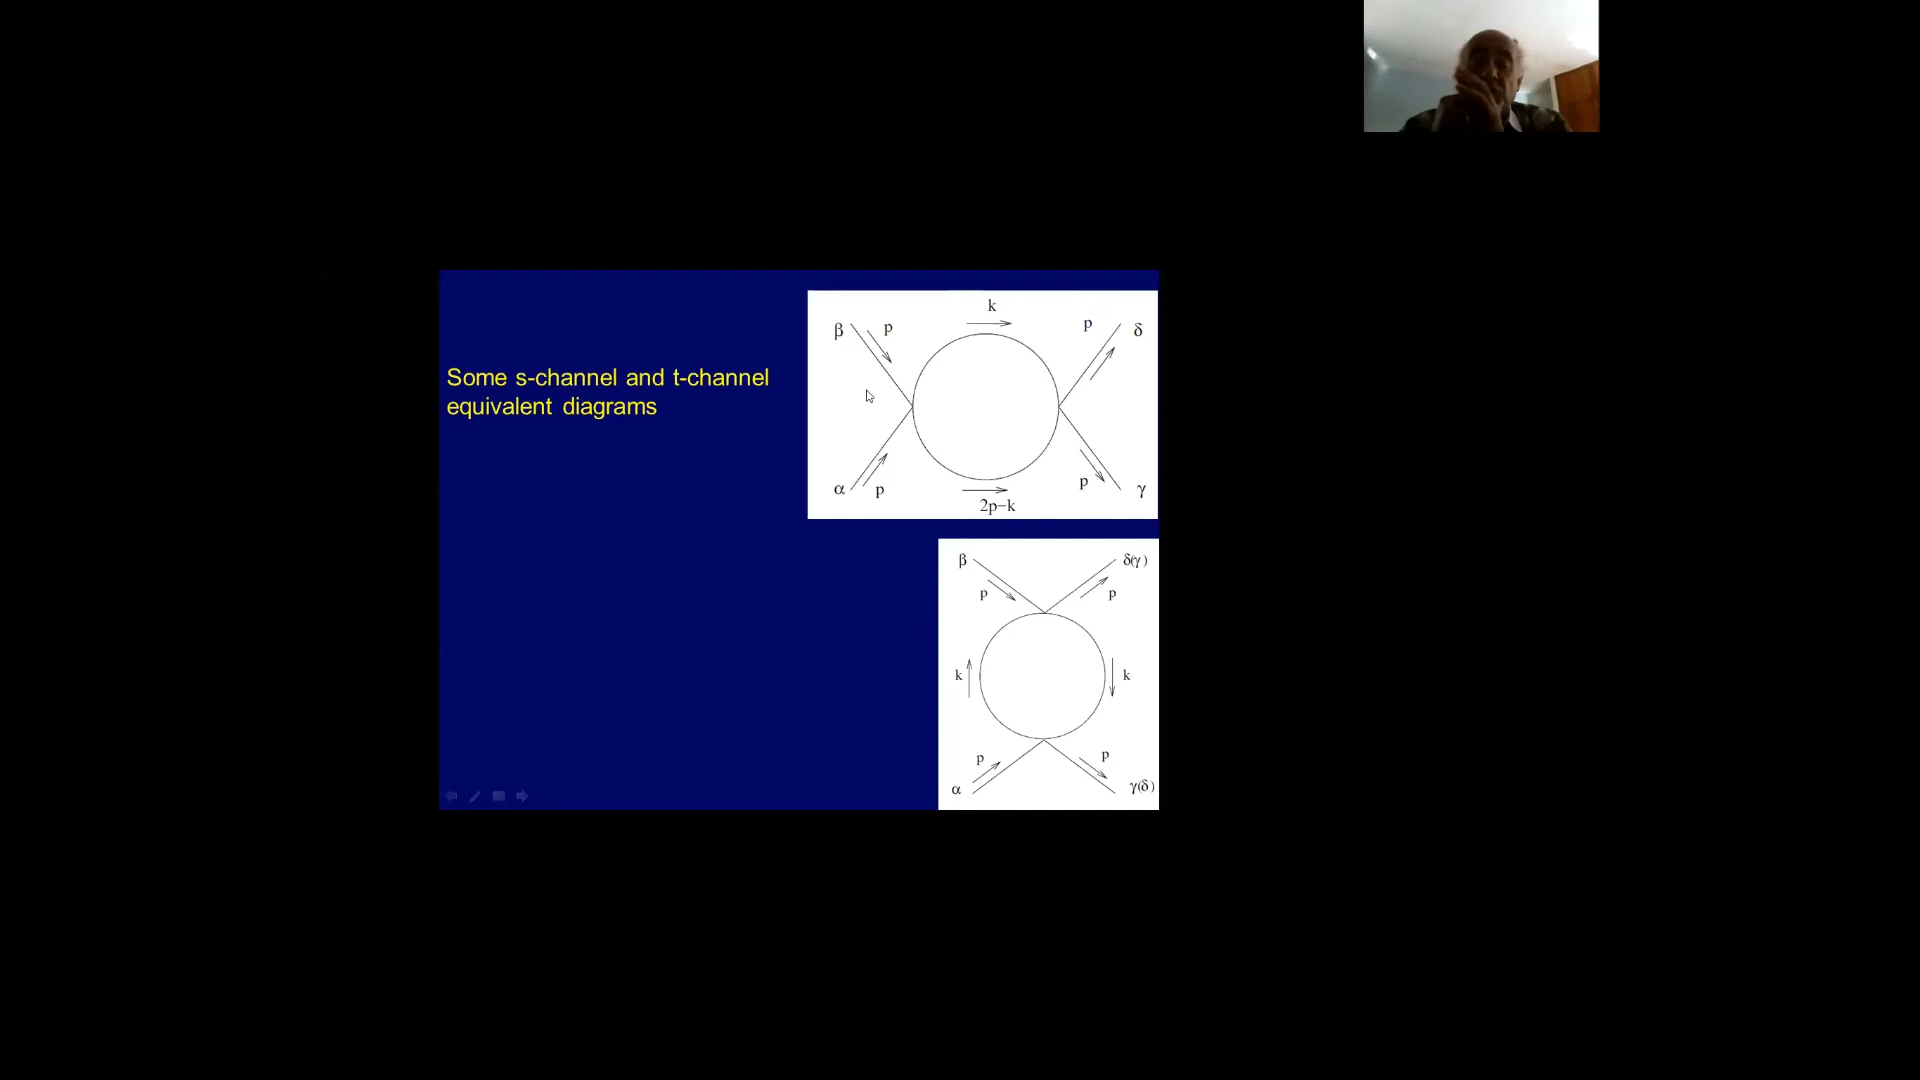 Some s-channel and t-channel
equivalent diagrams
k
β p p δ
α p p γ
2p−k
β δ(γ)
p p
k k
p p
α γ(δ)